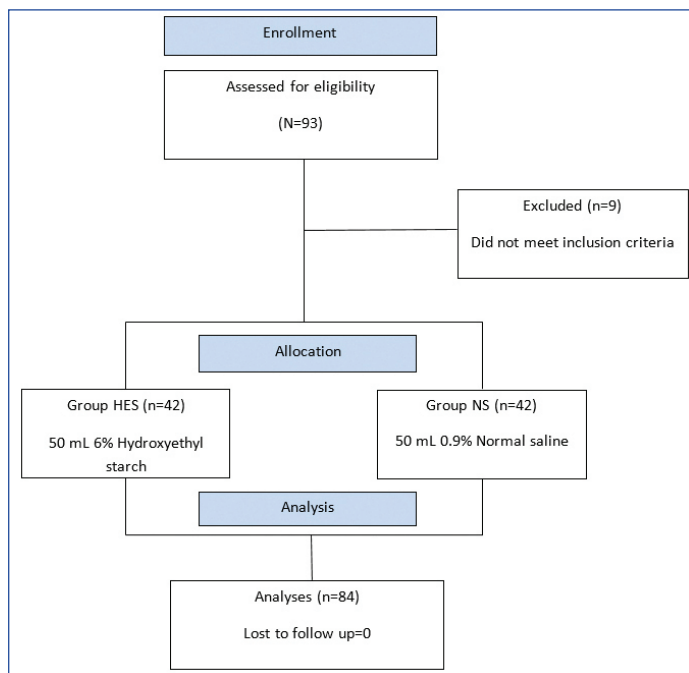 Enrollment
Assessed for eligibility
(N=93)
Excluded (n=9)
Did not meet inclusion criteria
Allocation
Group HES (n=42)
50 mL 6% Hydroxyethyl
starch
Group NS (n=42)
50 mL 0.9% Normal saline
Analysis
Analyses (n=84)
Lost to follow up=0